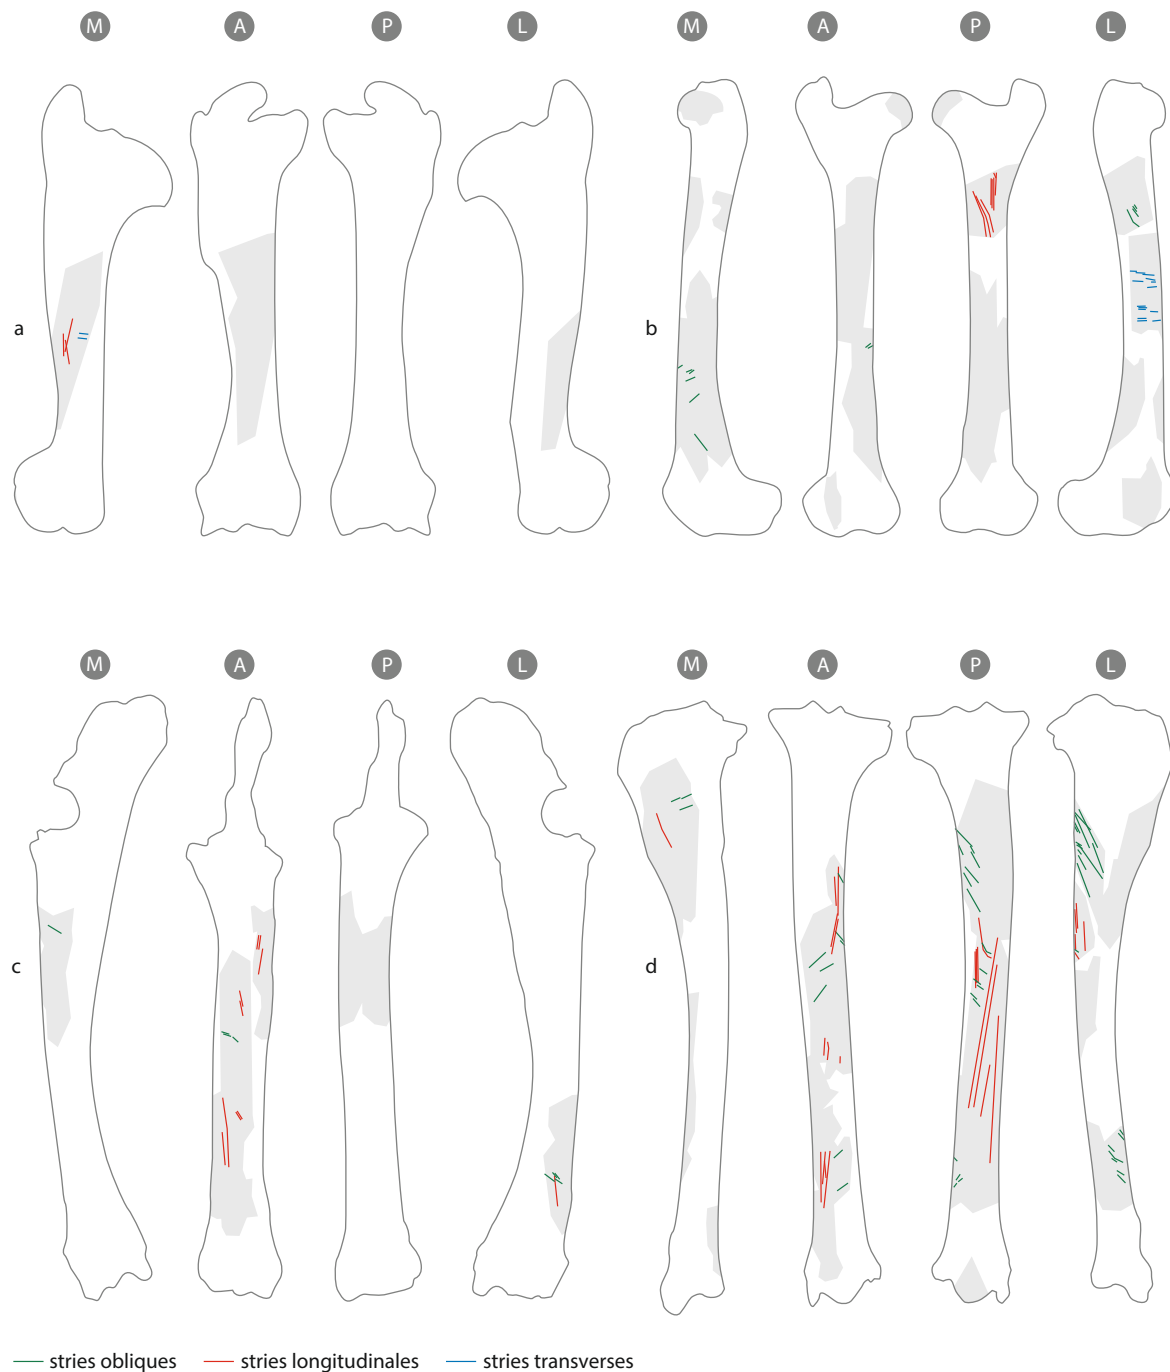 M A P L M A P L
a b
M A P L M A P L
c d
stries obliques stries longitudinales stries transverses